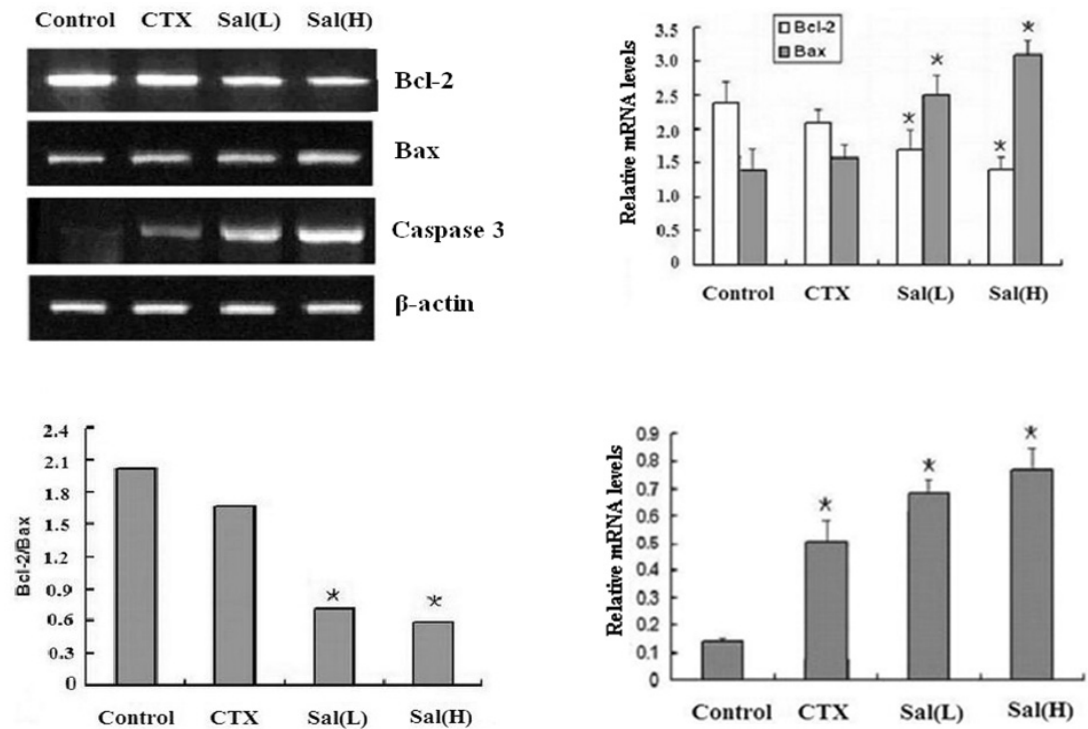 Control CTX Sal(L) Sal(H)
Bcl-2
Bax
Caspase 3
β-actin
Relative mRNA levels
3.5
3.0
2.5
2.0
1.5
1.0
0.5
0
Bcl-2
Bax
*
*
*
*
Control CTX Sal(L) Sal(H)
Bcl-2/Bax
2.4
2.1
1.8
1.5
0.9
0.6
0.3
0
*
*
Control CTX Sal(L) Sal(H)
Relative mRNA levels
0.9
0.8
0.7
0.6
0.5
0.4
0.3
0.2
0.1
0
*
*
*
Control CTX Sal(L) Sal(H)